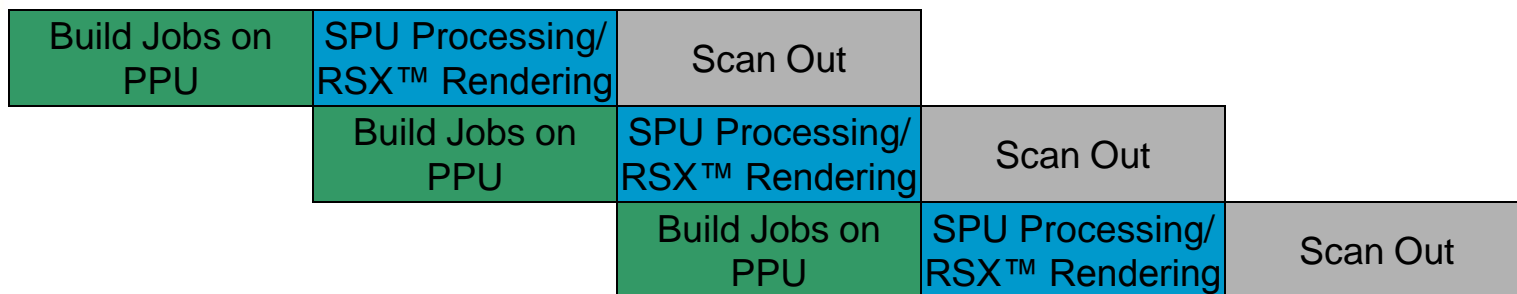 Build Jobs on
PPU
SPU Processing/
RSX™ Rendering
Scan Out
Build Jobs on
PPU
SPU Processing/
RSX™ Rendering
Scan Out
Build Jobs on
PPU
SPU Processing/
RSX™ Rendering
Scan Out